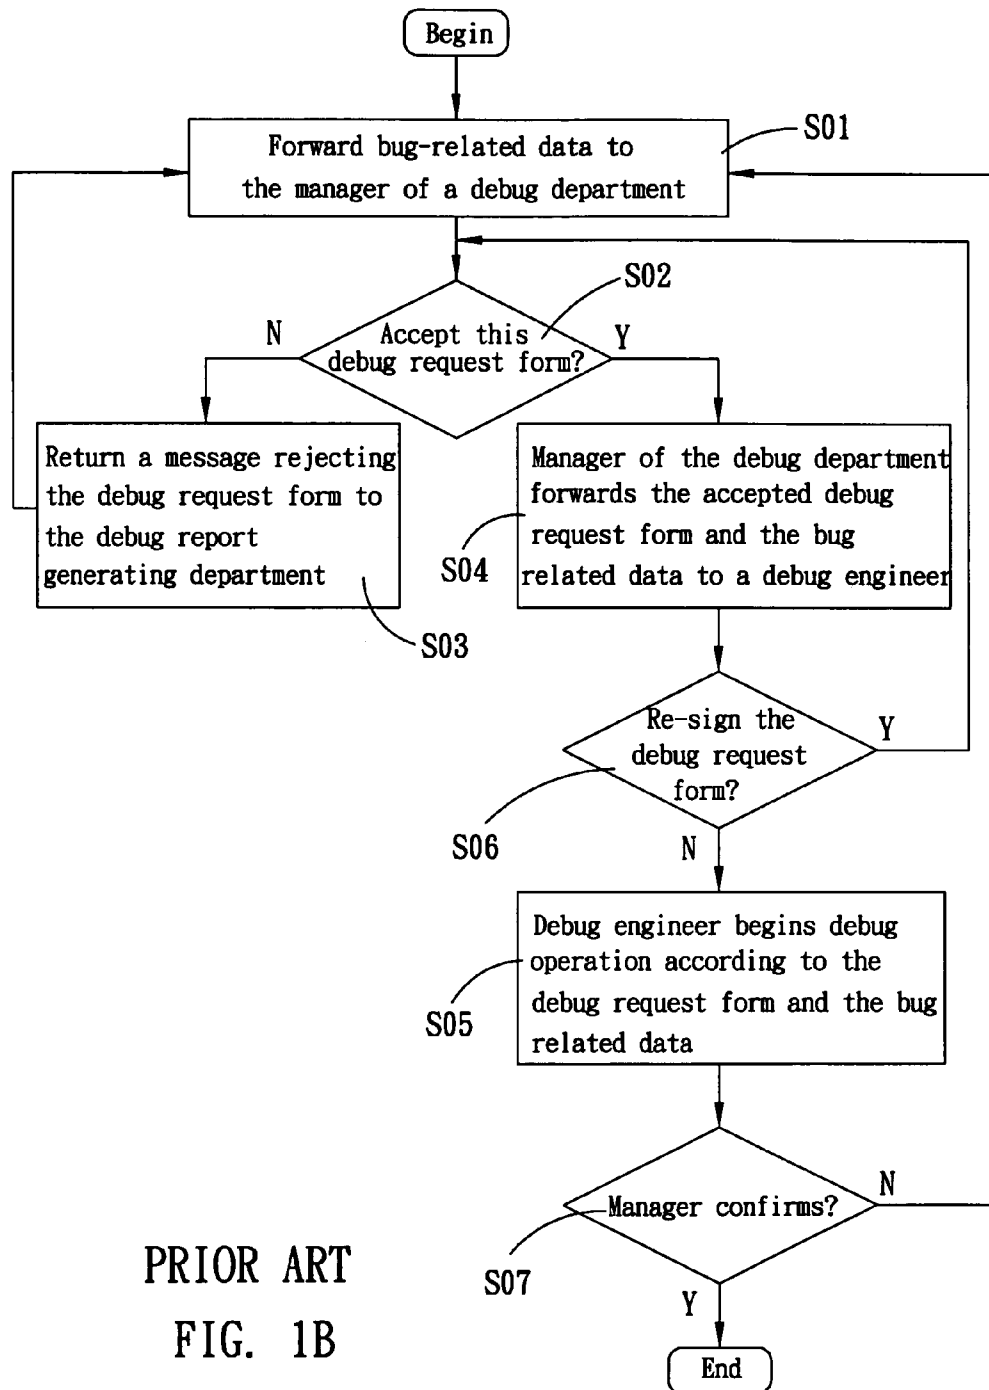 Begin
S01
Forward bug-related data to
the manager of a debug department
S02
N
Accept this
debug request form?
Y
Return a message rejecting
the debug request form to
the debug report
generating department
S03
Manager of the debug department
forwards the accepted debug
request form and the bug
related data to a debug engineer
S04
Re-sign the
debug request
form?
Y
S06
N
Debug engineer begins debug
operation according to the
debug request form and the bug
related data
S05
Manager confirms?
N
S07
Y
End
PRIOR ART
FIG. 1B